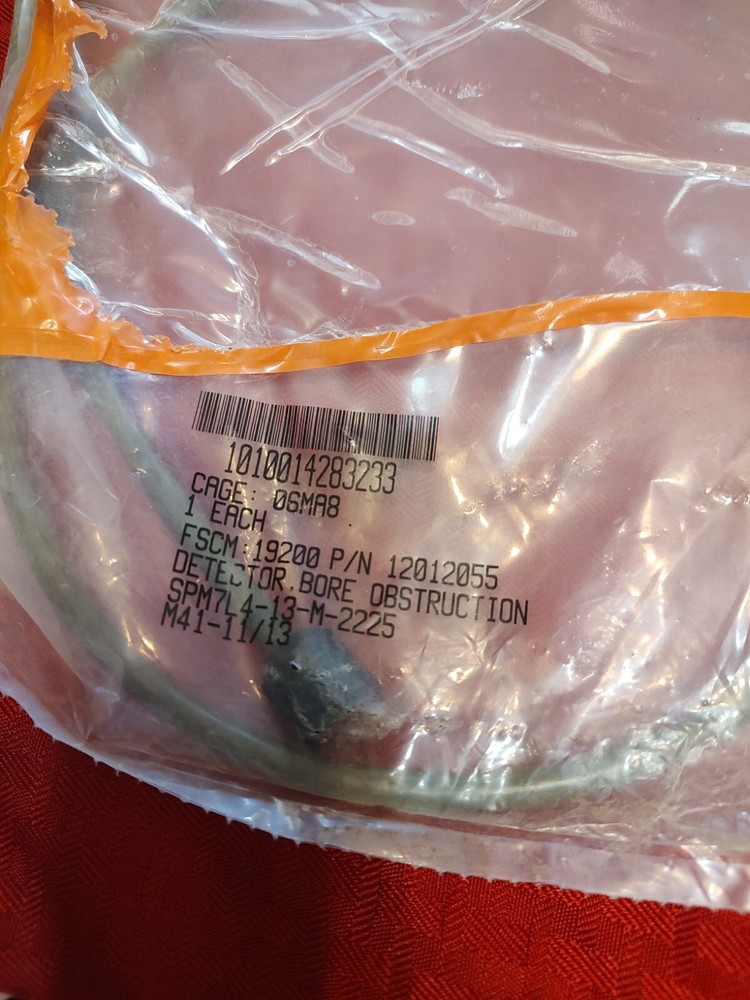 1010014283233
CAGE: 06MA8
1 EACH
FSCM:19200 P/N 12012055
DETECTOR,BORE OBSTRUCTION
SPM7L4-13-M-2225
M41-11/13